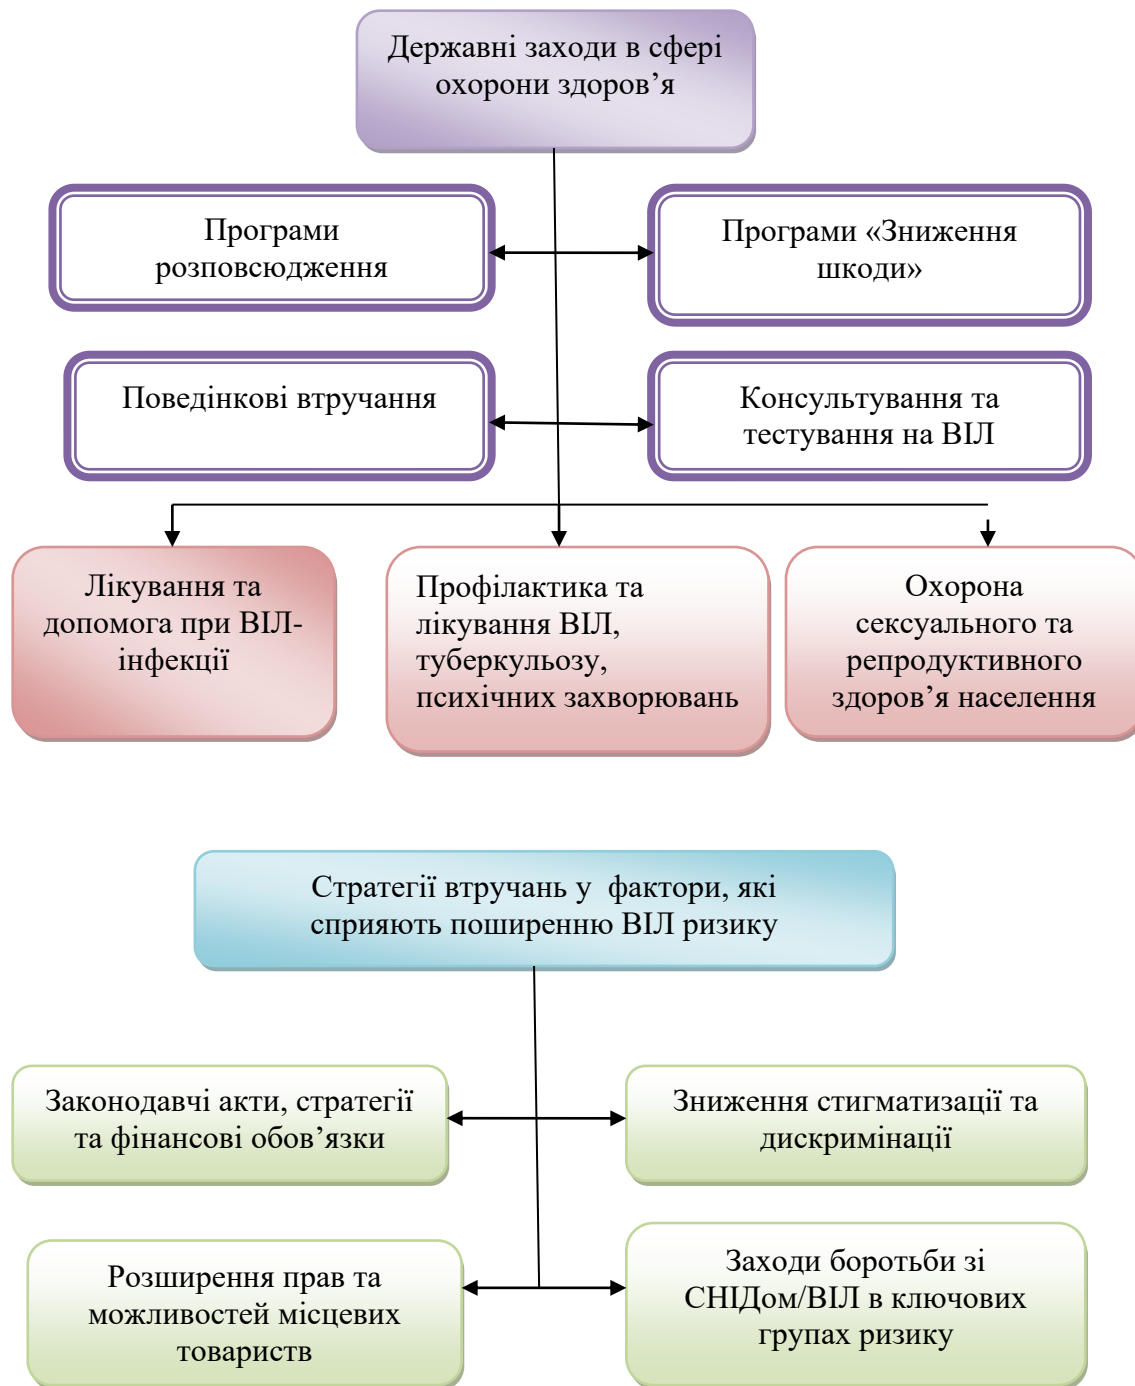 Державні заходи в сфері
охорони здоров’я
Програми
розповсюдження
Програми «Зниження
шкоди»
Поведінкові втручання
Консультування та
тестування на ВІЛ
Лікування та
допомога при ВІЛ-
інфекції
Профілактика та
лікування ВІЛ,
туберкульозу,
психічних захворювань
Охорона
сексуального та
репродуктивного
здоров’я населення
Стратегії втручань у  фактори, які
сприяють поширенню ВІЛ ризику
Законодавчі акти, стратегії
та фінансові обов’язки
Зниження стигматизації та
дискримінації
Розширення прав та
можливостей місцевих
товариств
Заходи боротьби зі
СНІДом/ВІЛ в ключових
групах ризику